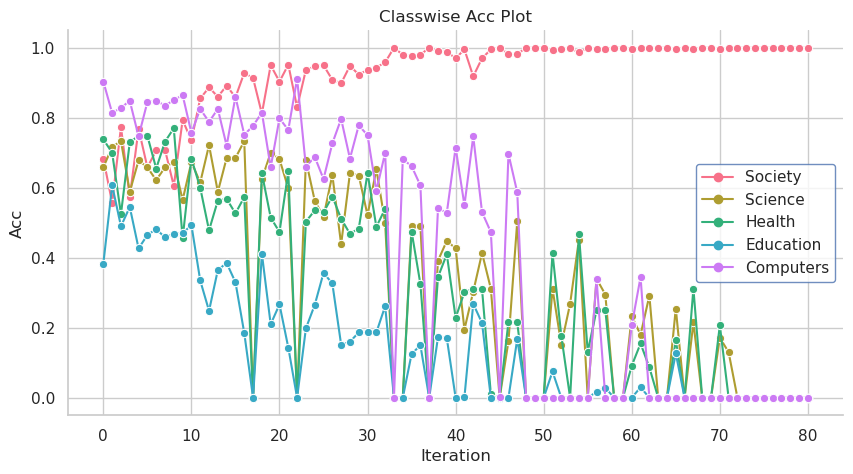 Classwise Acc Plot
1.0
0.8
0.6
0.4
0.2
0.0
Acc
Society
Science
Health
Education
Computers
0 10 20 30 40 50 60 70 80
Iteration